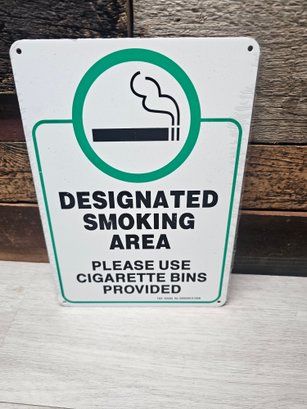 DESIGNATED
SMOKING
AREA
PLEASE USE
CIGARETTE BINS
PROVIDED